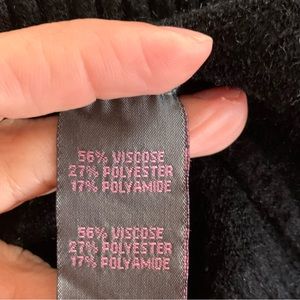 56% VISCOSE
27% POLYESTER
17% POLYAMIDE
56% VISCOSE
27% POLYESTER
17% POLYAMIDE